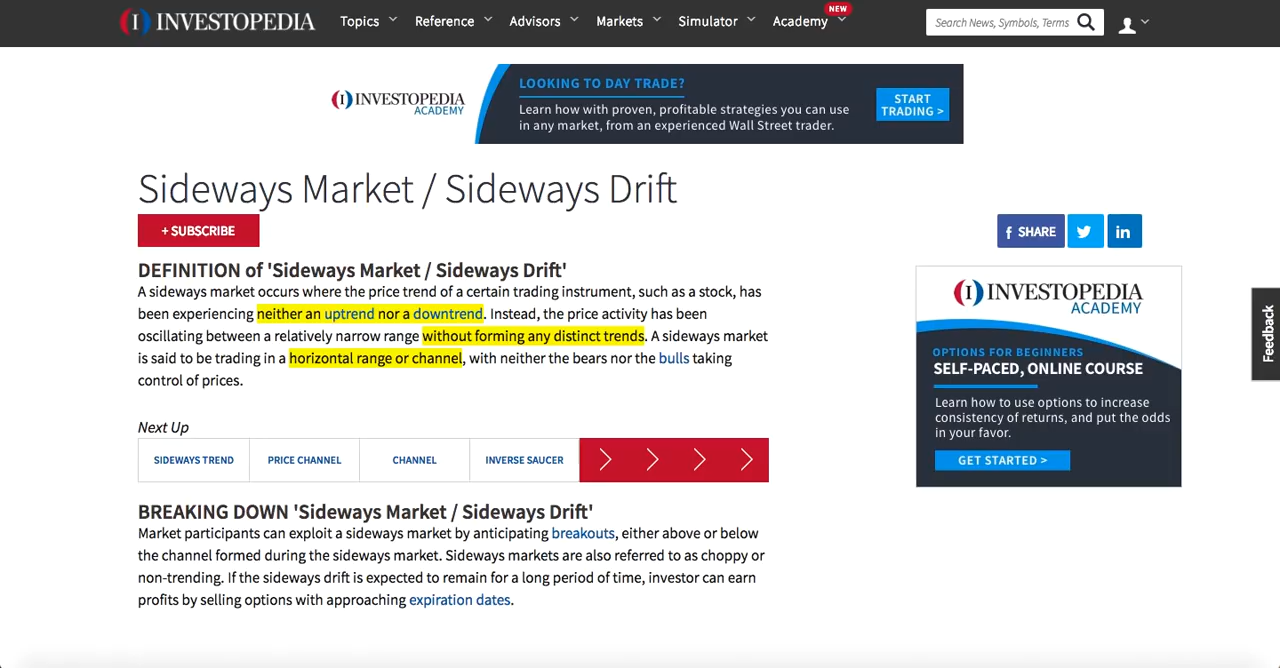 INVESTOPEDIA
Topics Reference Advisors Markets Simulator Academy NEW
Search News, Symbols, Terms
INVESTOPEDIA
ACADEMY
LOOKING TO DAY TRADE?
Learn how with proven, profitable strategies you can use
in any market, from an experienced Wall Street trader.
START
TRADING >
Sideways Market / Sideways Drift
+ SUBSCRIBE
f SHARE
in
DEFINITION of 'Sideways Market / Sideways Drift'
A sideways market occurs where the price trend of a certain trading instrument, such as a stock, has
been experiencing neither an uptrend nor a downtrend. Instead, the price activity has been
oscillating between a relatively narrow range without forming any distinct trends. A sideways market
is said to be trading in a horizontal range or channel, with neither the bears nor the bulls taking
control of prices.
Next Up
SIDEWAYS TREND PRICE CHANNEL CHANNEL INVERSE SAUCER
BREAKING DOWN 'Sideways Market / Sideways Drift'
Market participants can exploit a sideways market by anticipating breakouts, either above or below
the channel formed during the sideways market. Sideways markets are also referred to as choppy or
non-trending. If the sideways drift is expected to remain for a long period of time, investor can earn
profits by selling options with approaching expiration dates.
INVESTOPEDIA
ACADEMY
OPTIONS FOR BEGINNERS
SELF-PACED, ONLINE COURSE
Learn how to use options to increase
consistency of returns, and put the odds
in your favor.
GET STARTED >
Feedback